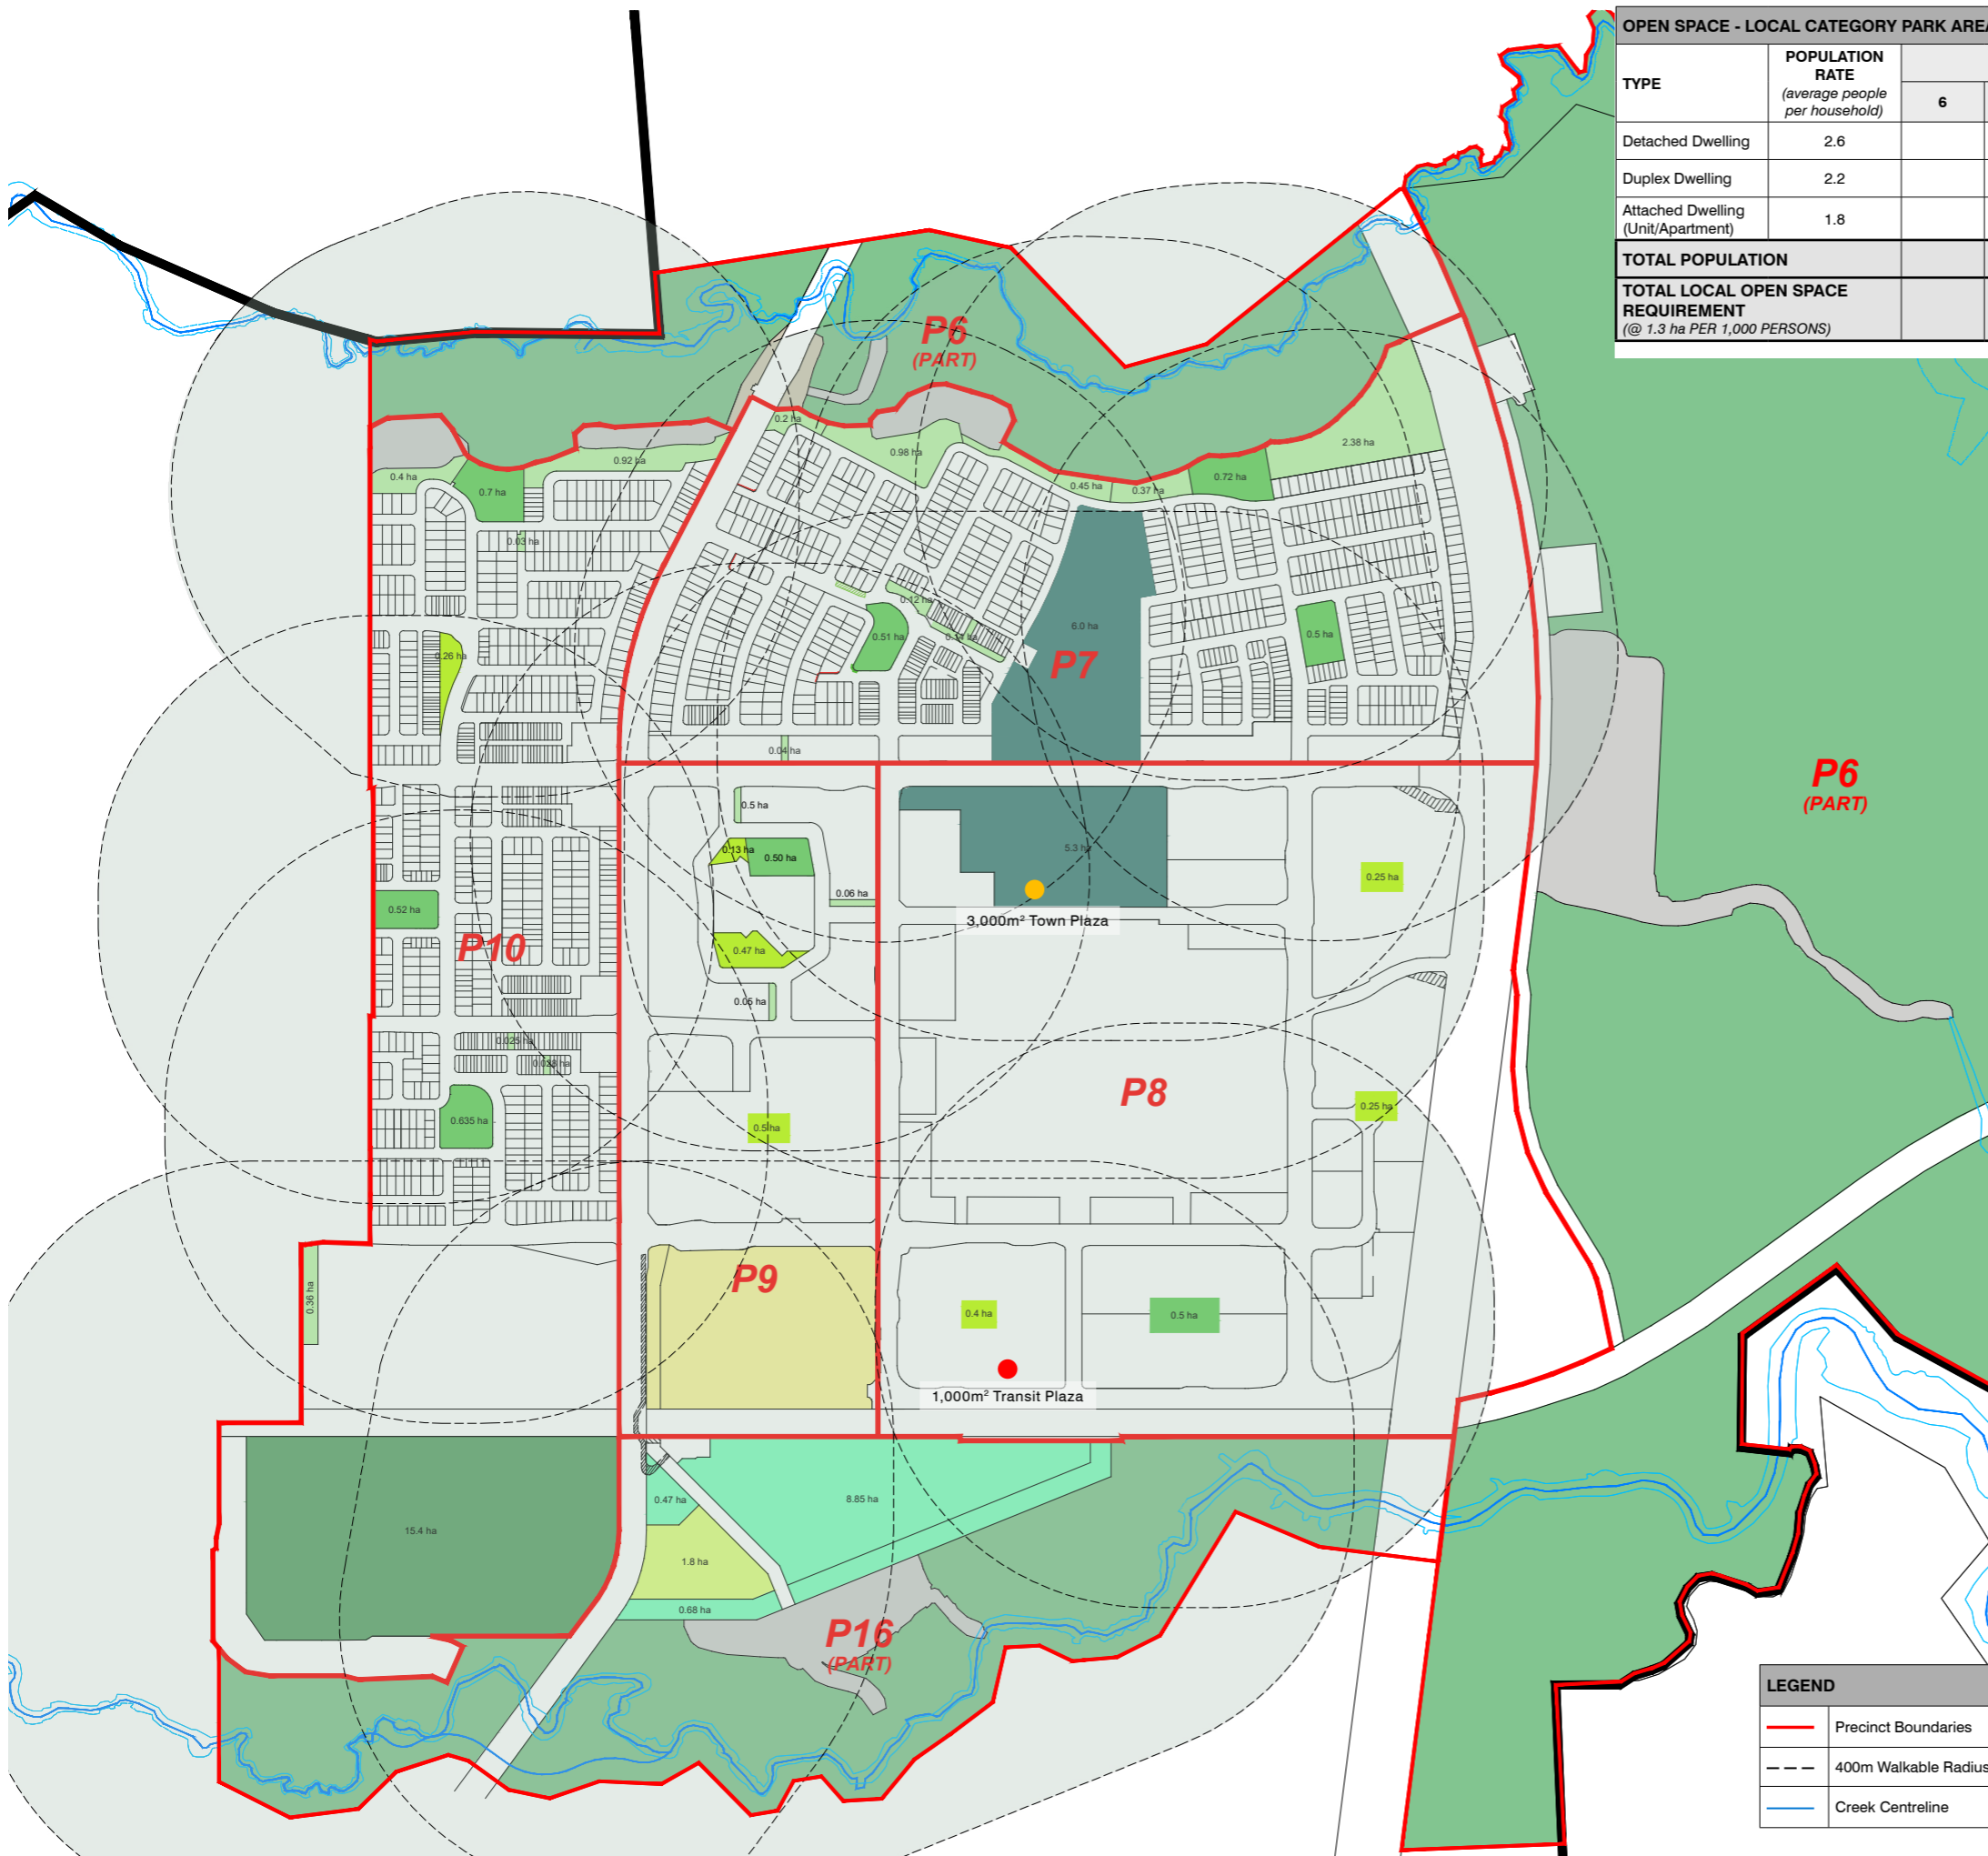 OPEN SPACE - LOCAL CATEGORY PARK AREA
TYPE
POPULATION
RATE
(average people
per household)
6
Detached Dwelling
2.6
Duplex Dwelling
2.2
Attached Dwelling
(Unit/Apartment)
1.8
TOTAL POPULATION
TOTAL LOCAL OPEN SPACE
REQUIREMENT
(@ 1.3 ha PER 1,000 PERSONS)
P6
(PART)
0.2 ha
0.98 ha
2.38 ha
0.92 ha
0.4 ha
0.7 ha
0.45 ha
0.37 ha
0.72 ha
0.03 ha
0.12 ha
0.51 ha
6.0 ha
0.5 ha
0.26 ha
P7
0.04 ha
P6
(PART)
0.5 ha
0.13 ha
0.50 ha
5.3 ha
0.25 ha
0.06 ha
0.52 ha
3,000m² Town Plaza
P10
0.47 ha
0.05 ha
0.025 ha
P8
0.25 ha
0.635 ha
0.5 ha
P9
0.36 ha
0.4 ha
0.5 ha
1,000m² Transit Plaza
0.47 ha
8.85 ha
15.4 ha
1.8 ha
0.68 ha
P16
(PART)
LEGEND
Precinct Boundaries
400m Walkable Radius
Creek Centreline